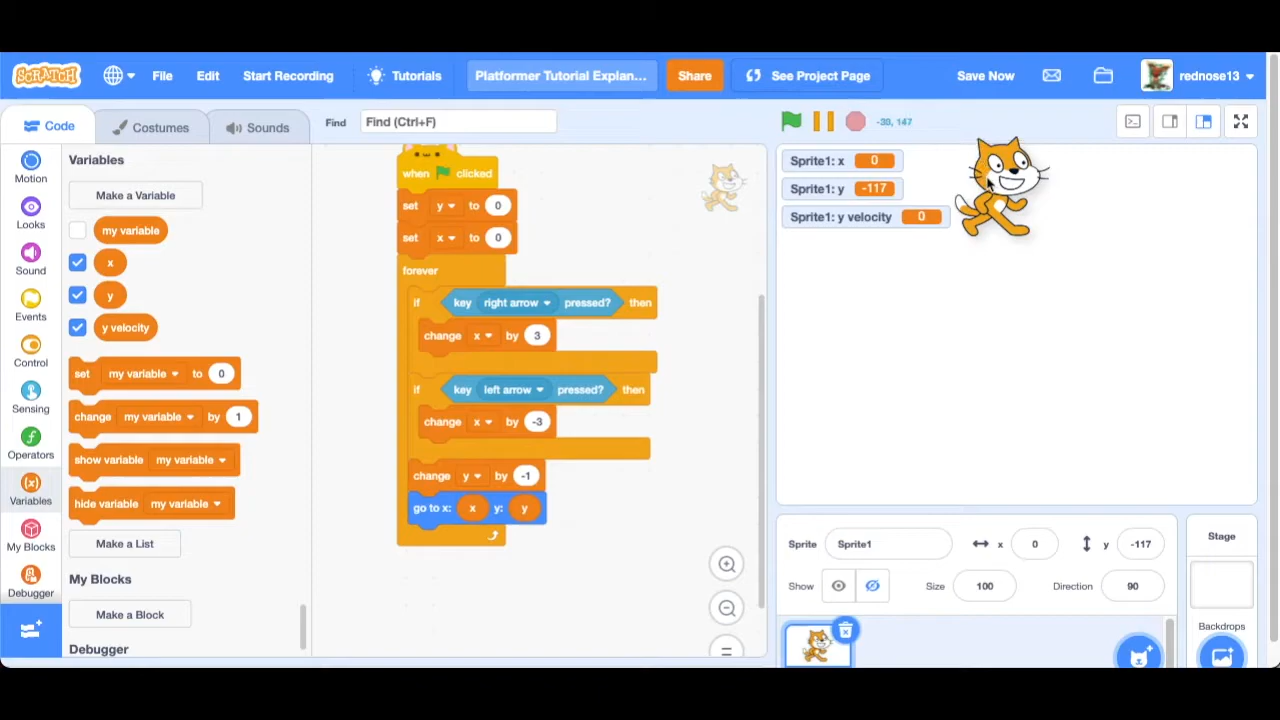 SCRATCH File Edit Start Recording Tutorials Platformer Tutorial Explan... Share See Project Page Save Now rednose13
Code Costumes Sounds Find Find (Ctrl+F) -39, 147
Motion
Looks
Sound
Events
Control
Sensing
Operators
Variables
My Blocks
Debugger
Variables
Make a Variable
my variable
x
y
y velocity
set my variable to 0
change my variable by 1
show variable my variable
hide variable my variable
Make a List
My Blocks
Make a Block
Debugger
when clicked
set y to 0
set x to 0
forever
if key right arrow pressed? then
change x by 3
if key left arrow pressed? then
change x by -3
change y by -1
go to x: x y: y
Sprite1: x 0
Sprite1: y -117
Sprite1: y velocity 0
Sprite Sprite1 x 0 y -117
Show Size 100 Direction 90
Stage
Backdrops